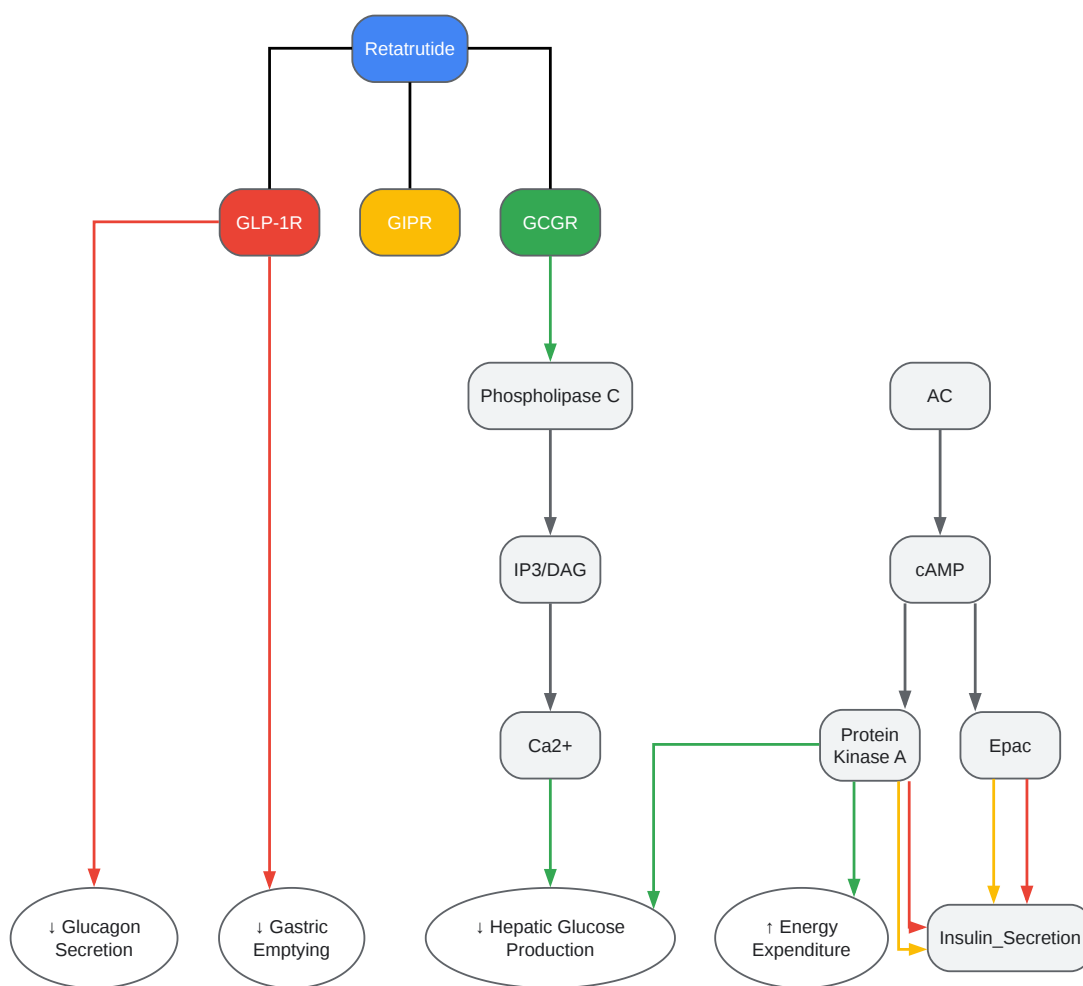 Retatrutide
GLP-1R
GIPR
GCGR
Phospholipase C
AC
IP3/DAG
cAMP
Ca2+
Protein
Kinase A
Epac
↓ Glucagon
Secretion
↓ Gastric
Emptying
↓ Hepatic Glucose
Production
↑ Energy
Expenditure
Insulin_Secretion